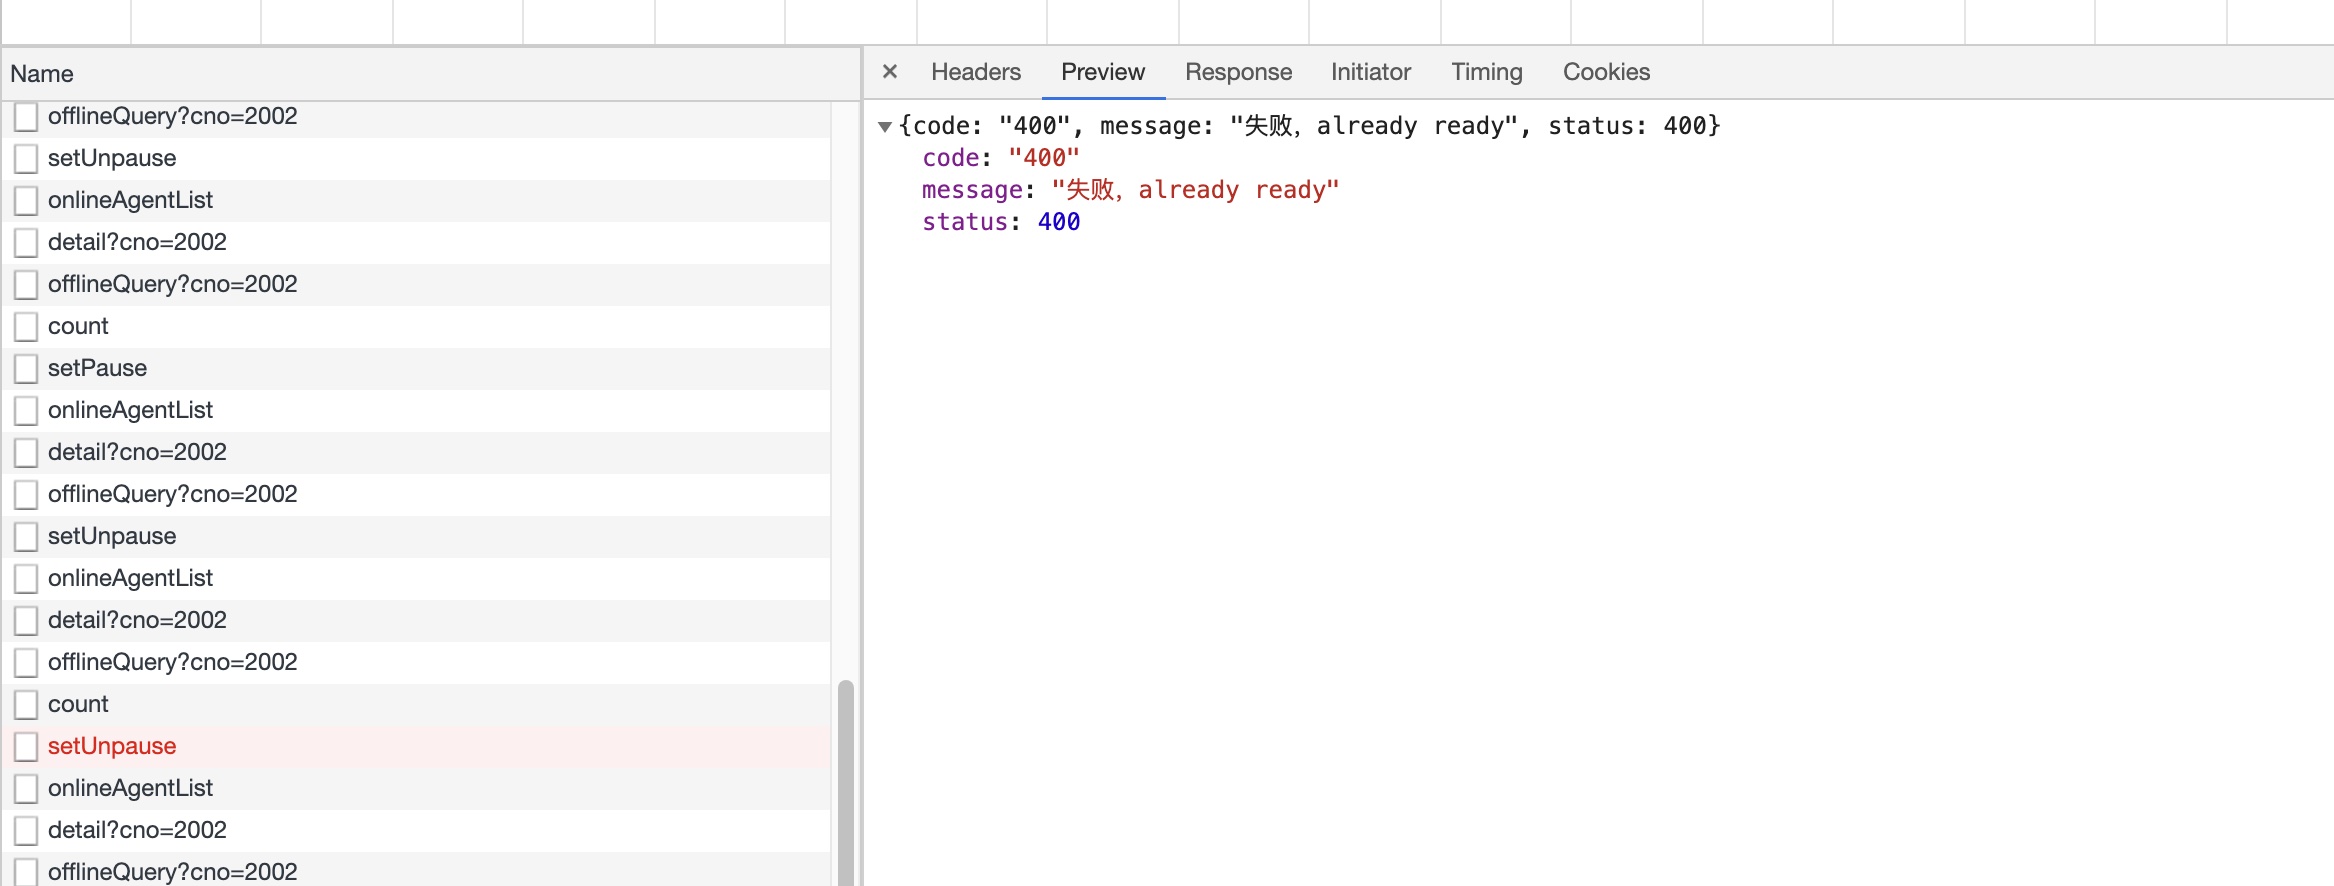 Name
offlineQuery?cno=2002
setUnpause
onlineAgentList
detail?cno=2002
offlineQuery?cno=2002
count
setPause
onlineAgentList
detail?cno=2002
offlineQuery?cno=2002
setUnpause
onlineAgentList
detail?cno=2002
offlineQuery?cno=2002
count
setUnpause
onlineAgentList
detail?cno=2002
offlineQuery?cno=2002
× Headers Preview Response Initiator Timing Cookies
▼{code: "400", message: "失败，already ready", status: 400}
code: "400"
message: "失败，already ready"
status: 400